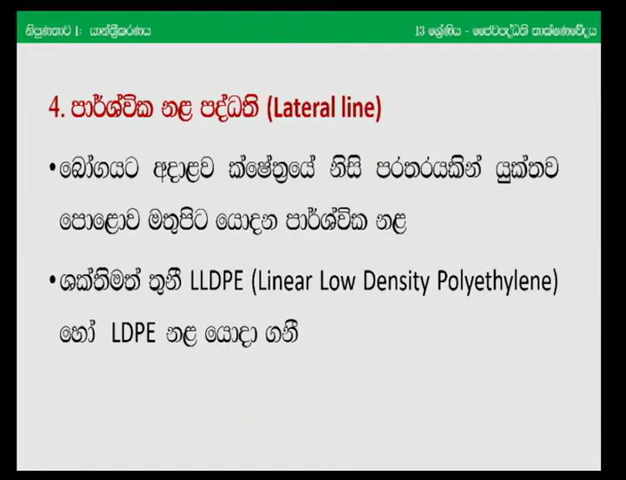 නිපුණතාව 1: යාන්ත්‍රීකරණය
13 ශ්‍රේණිය - ජෛවපද්ධති තාක්ෂණවේදය
4. පාර්ශ්වික නළ පද්ධති (Lateral line)
•බෝගයට අදාළව ක්ෂේත්‍රයේ නිසි පරතරයකින් යුක්තව
පොළොව මතුපිට යොදන පාර්ශ්වික නළ
•ශක්තිමත් තුනී LLDPE (Linear Low Density Polyethylene)
හෝ LDPE නළ යොදා ගනී